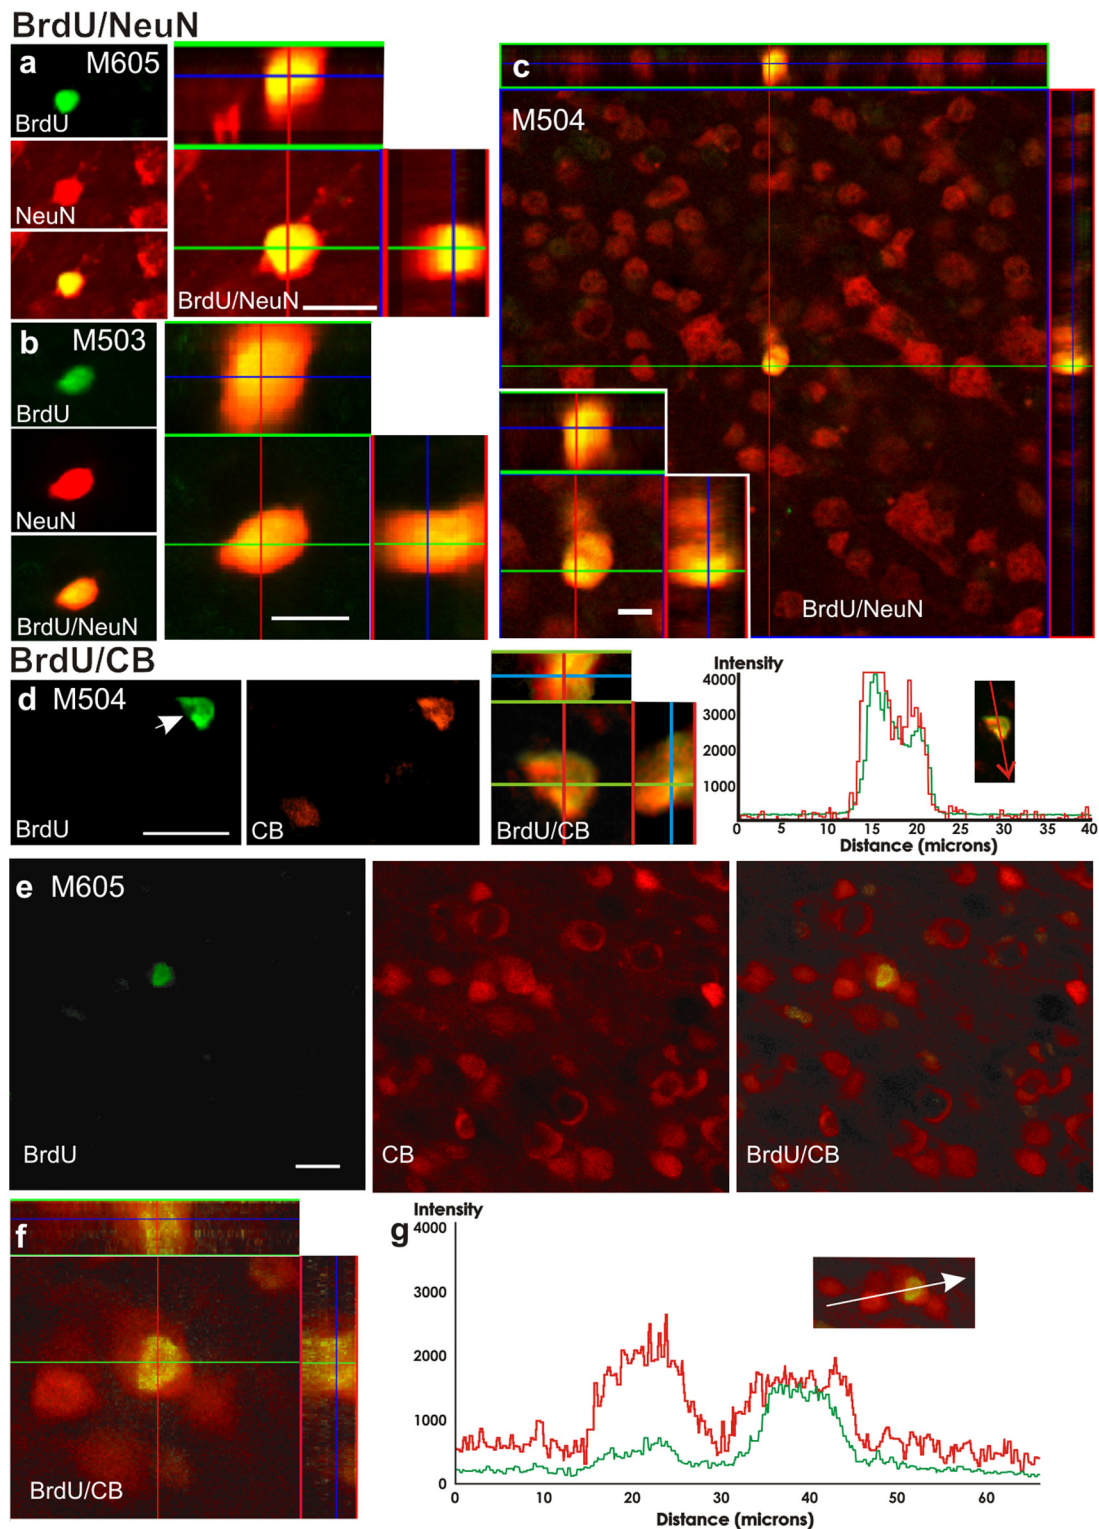 BrdU/NeuN
a M605
BrdU
NeuN
BrdU/NeuN
b M503
BrdU
NeuN
BrdU/NeuN
c
M504
BrdU/NeuN
BrdU/CB
d M504
BrdU
CB
BrdU/CB
Intensity
4000
3000
2000
1000
0 5 10 15 20 25 30 35 40
Distance (microns)
e M605
BrdU
CB
BrdU/CB
f
BrdU/CB
g
Intensity
4000
3000
2000
1000
0
0 10 20 30 40 50 60
Distance (microns)